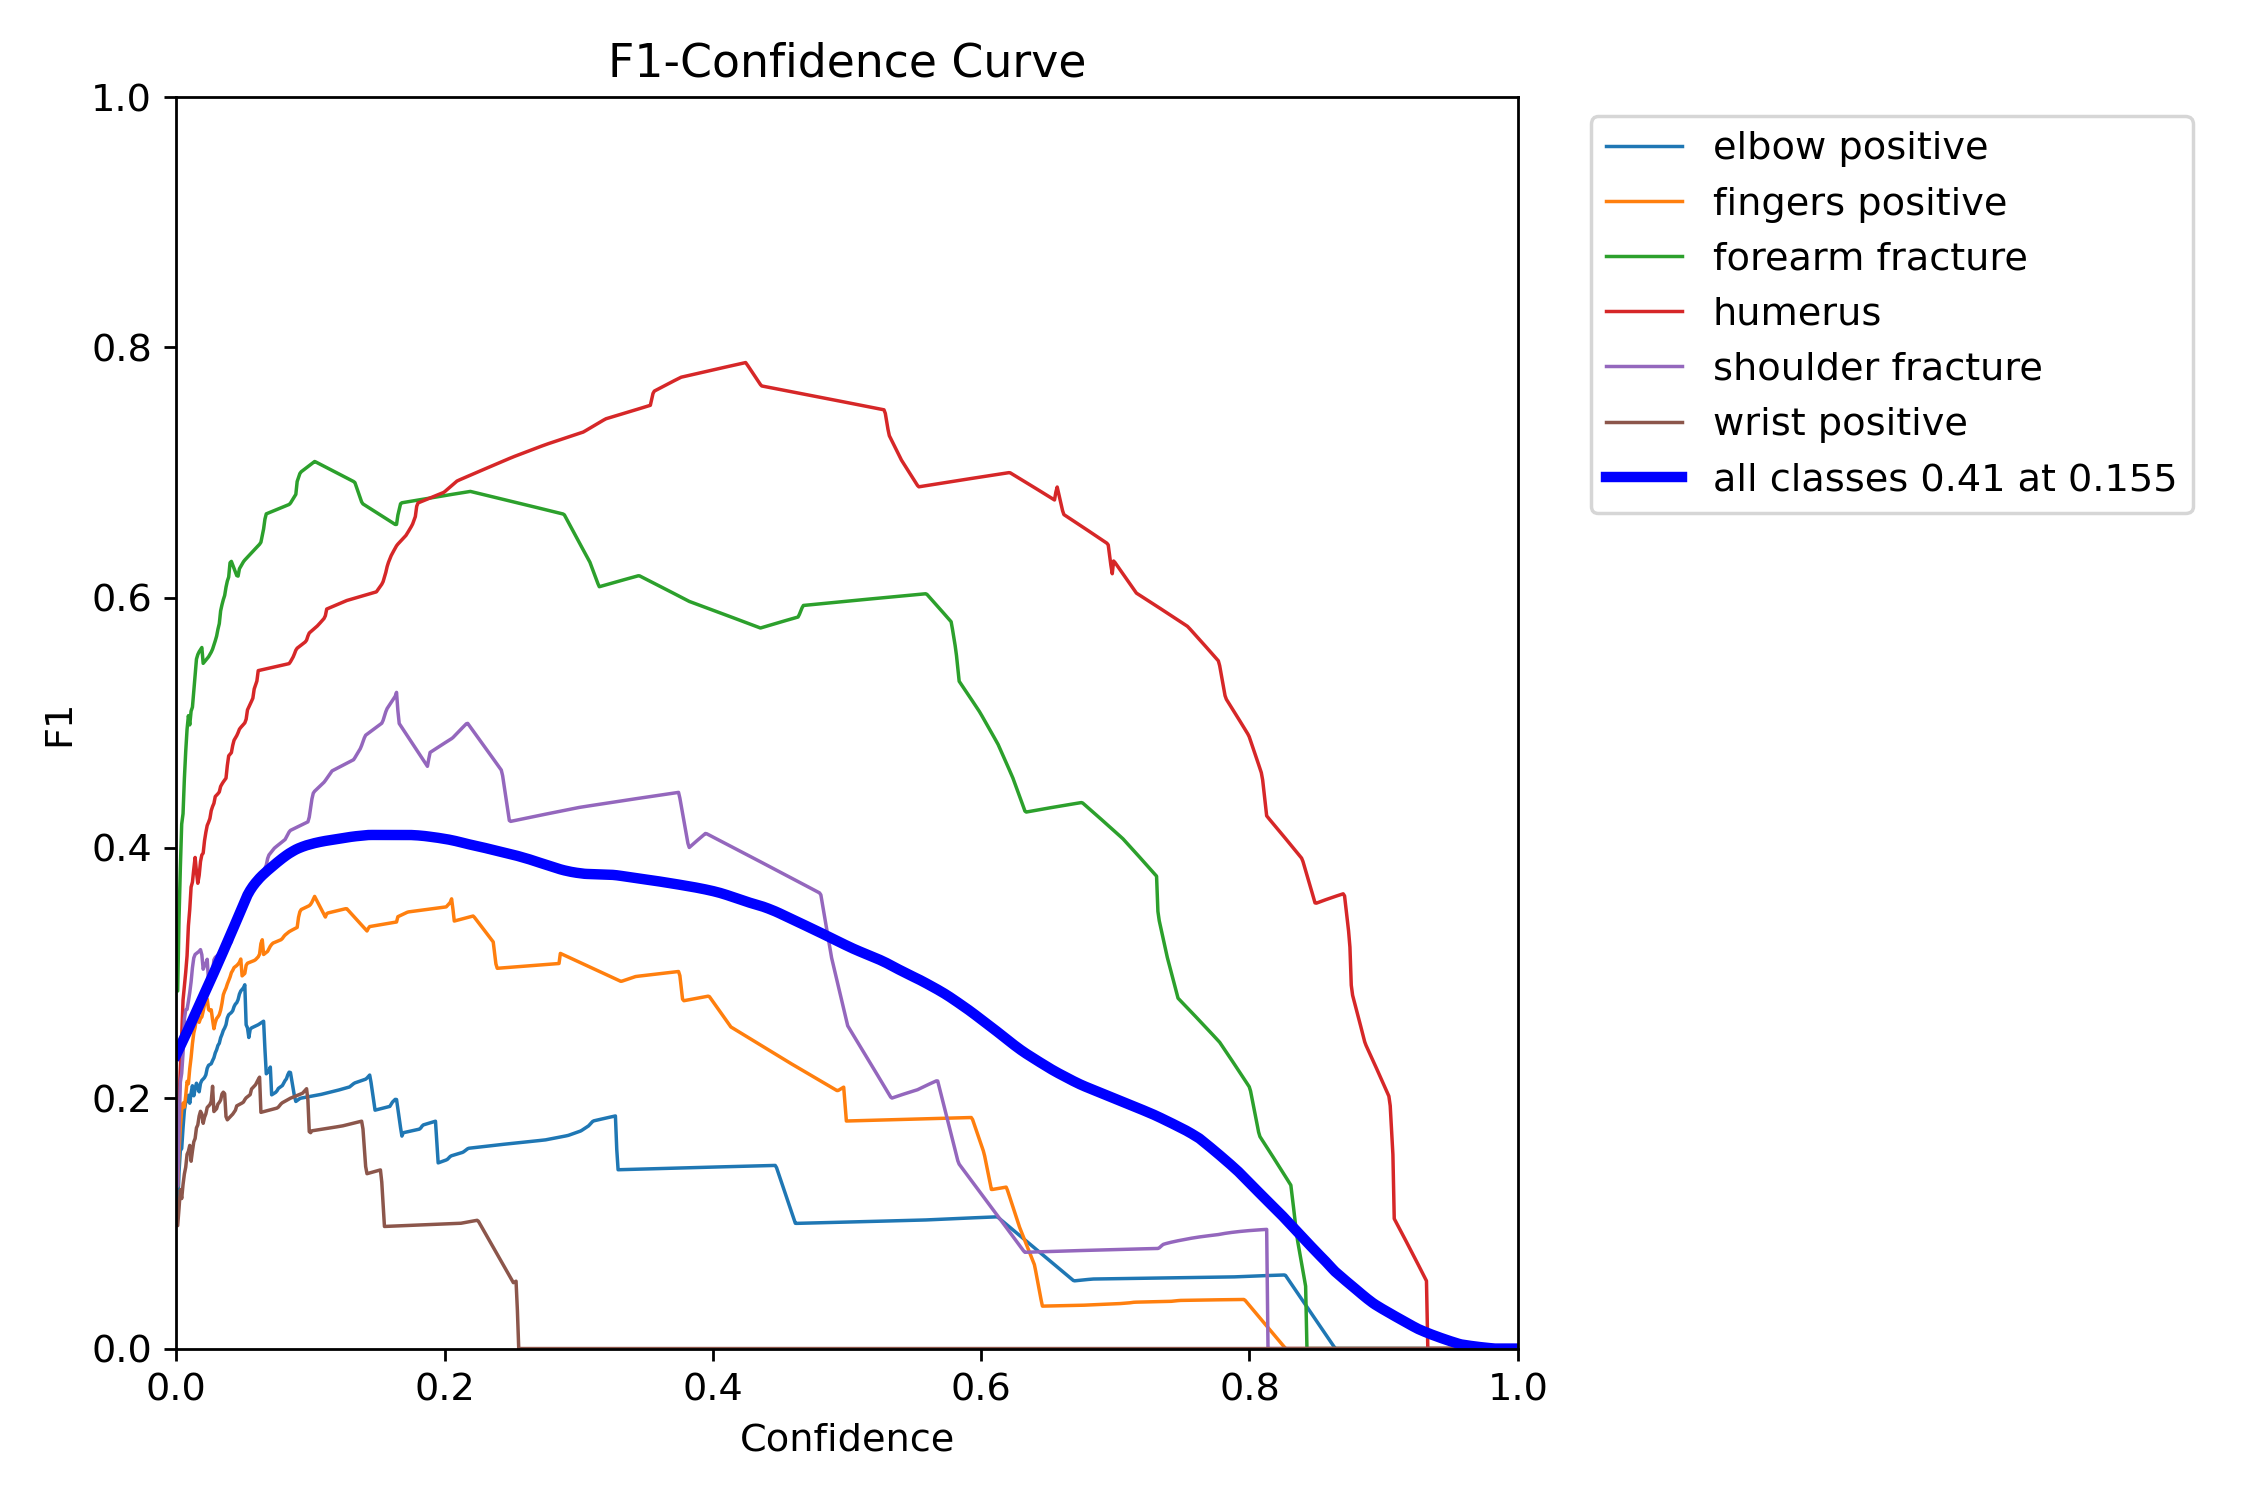 F1-Confidence Curve
1.0
0.8
0.6
0.4
0.2
0.0
F1
0.0 0.2 0.4 0.6 0.8 1.0
Confidence
elbow positive
fingers positive
forearm fracture
humerus
shoulder fracture
wrist positive
all classes 0.41 at 0.155